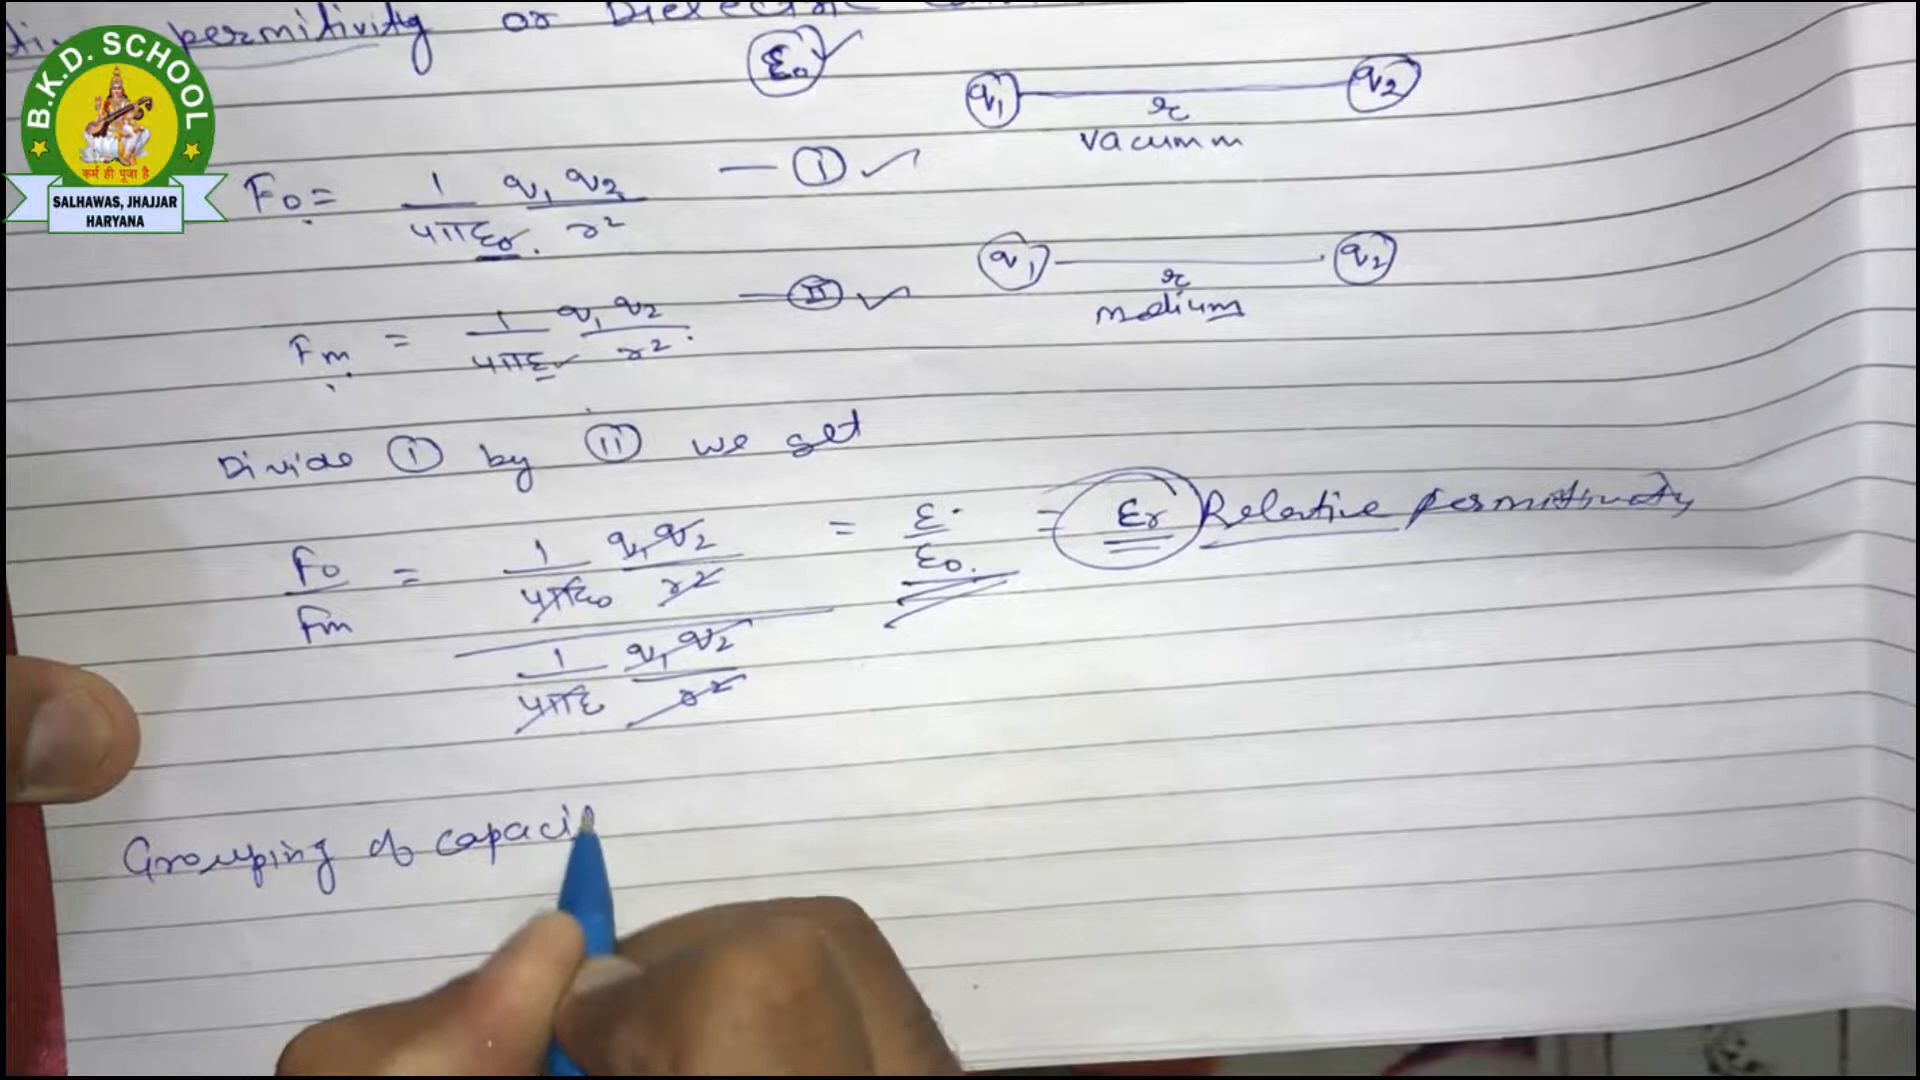 permitivity or Dielectric
ε₀
q₁ q₂
r
vacumm
B.K.D. SCHOOL
कर्म ही पूजा है
SALHAWAS, JHAJJAR
HARYANA
F₀ = 1/4πε₀ . q₁q₂/r² — I
q₁ q₂
r
medium
Fm = 1/4πε q₁q₂/r² . — II
Divide I by II we get
F₀/Fm = (1/4πε₀ q₁q₂/r²) / (1/4πε q₁q₂/r²) = ε/ε₀ = εr Relative permittivity
Grouping of capaci